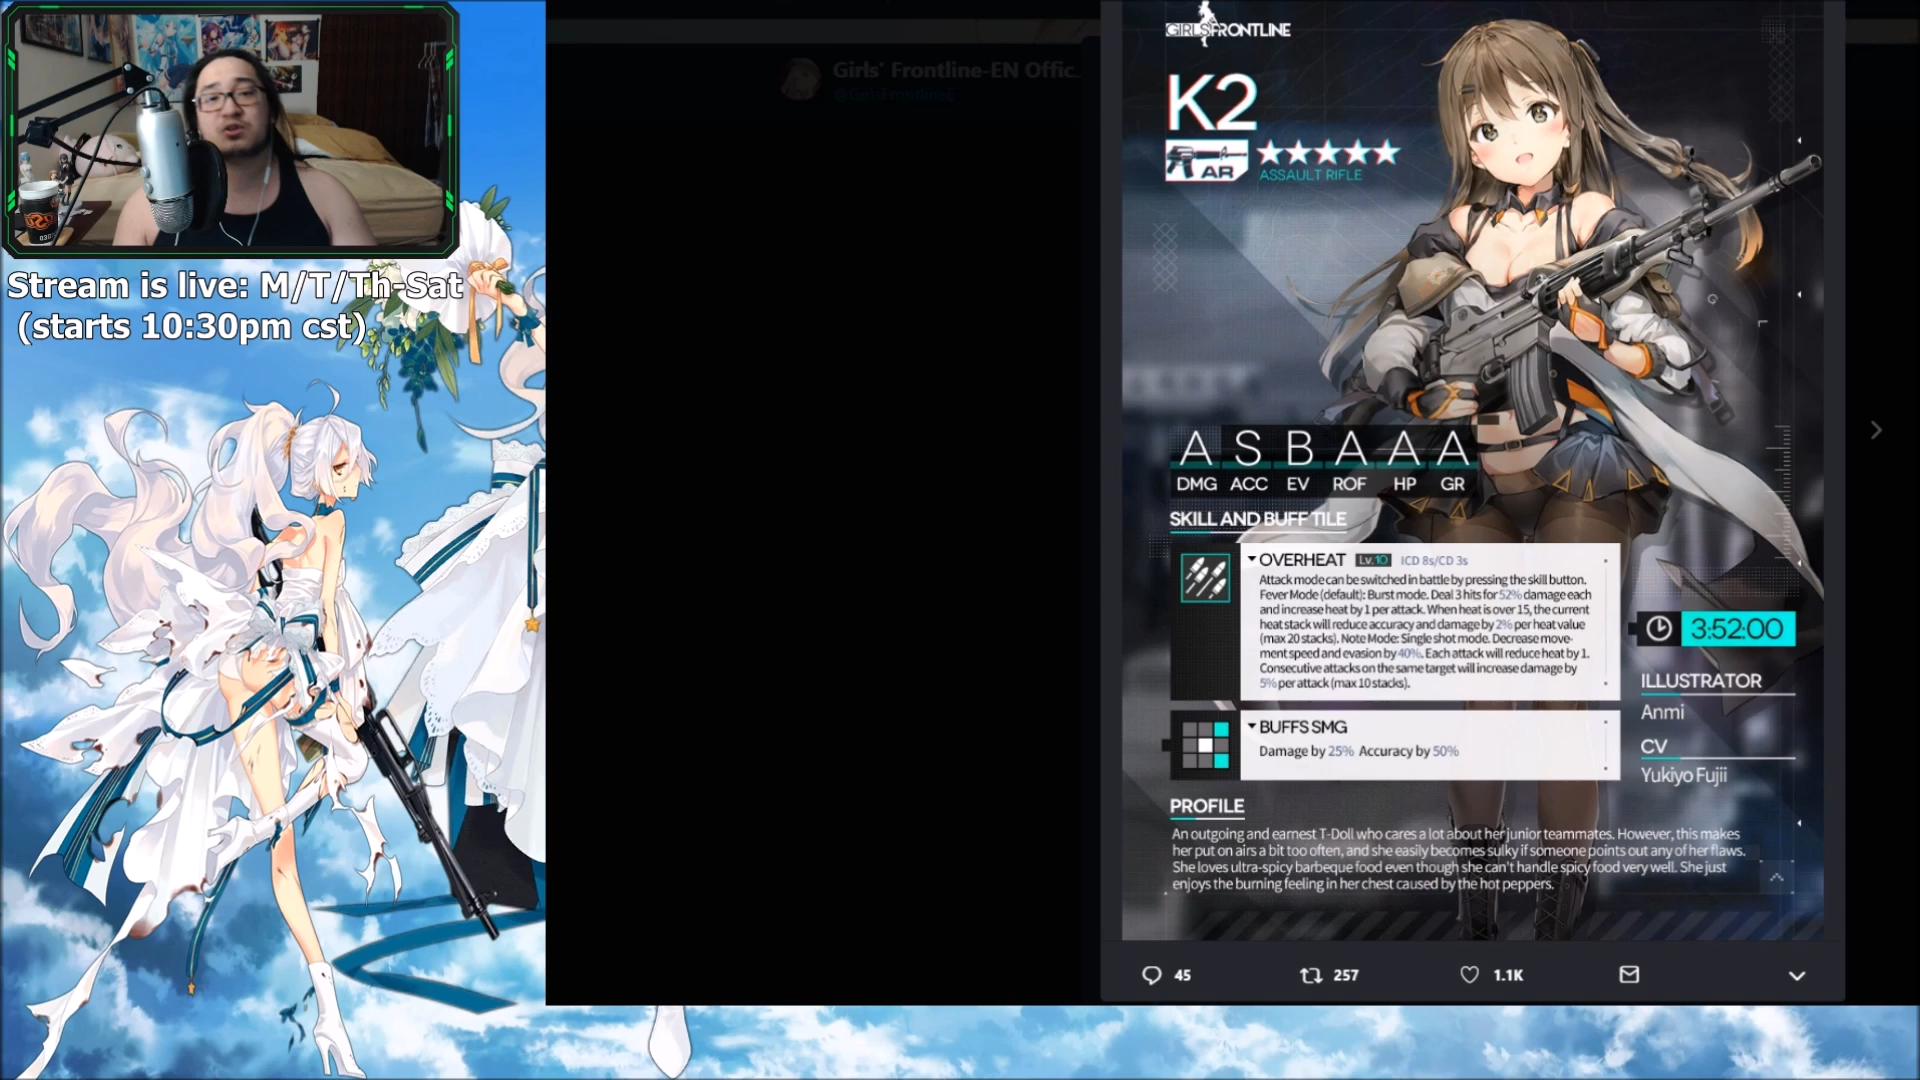 Stream is live: M/T/Th-Sat
(starts 10:30pm cst)
Girls' Frontline-EN Offic...
GIRLS FRONTLINE
K2
AR
ASSAULT RIFLE
A S B A A A
DMG ACC EV ROF HP GR
SKILL AND BUFF TILE
OVERHEAT Lv.10 ICD 8s/CD 3s
Attack mode can be switched in battle by pressing the skill button.
Fever Mode (default): Burst mode. Deal 3 hits for 52% damage each
and increase heat by 1 per attack. When heat is over 15, the current
heat stack will reduce accuracy and damage by 2% per heat value
(max 20 stacks). Note Mode: Single shot mode. Decrease move-
ment speed and evasion by 40%. Each attack will reduce heat by 1.
Consecutive attacks on the same target will increase damage by
5% per attack (max 10 stacks).
3:52:00
ILLUSTRATOR
Anmi
CV
Yukiyo Fujii
BUFFS SMG
Damage by 25% Accuracy by 50%
PROFILE
An outgoing and earnest T-Doll who cares a lot about her junior teammates. However, this makes
her put on airs a bit too often, and she easily becomes sulky if someone points out any of her flaws.
She loves ultra-spicy barbeque food even though she can't handle spicy food very well. She just
enjoys the burning feeling in her chest caused by the hot peppers.
45 257 1.1K